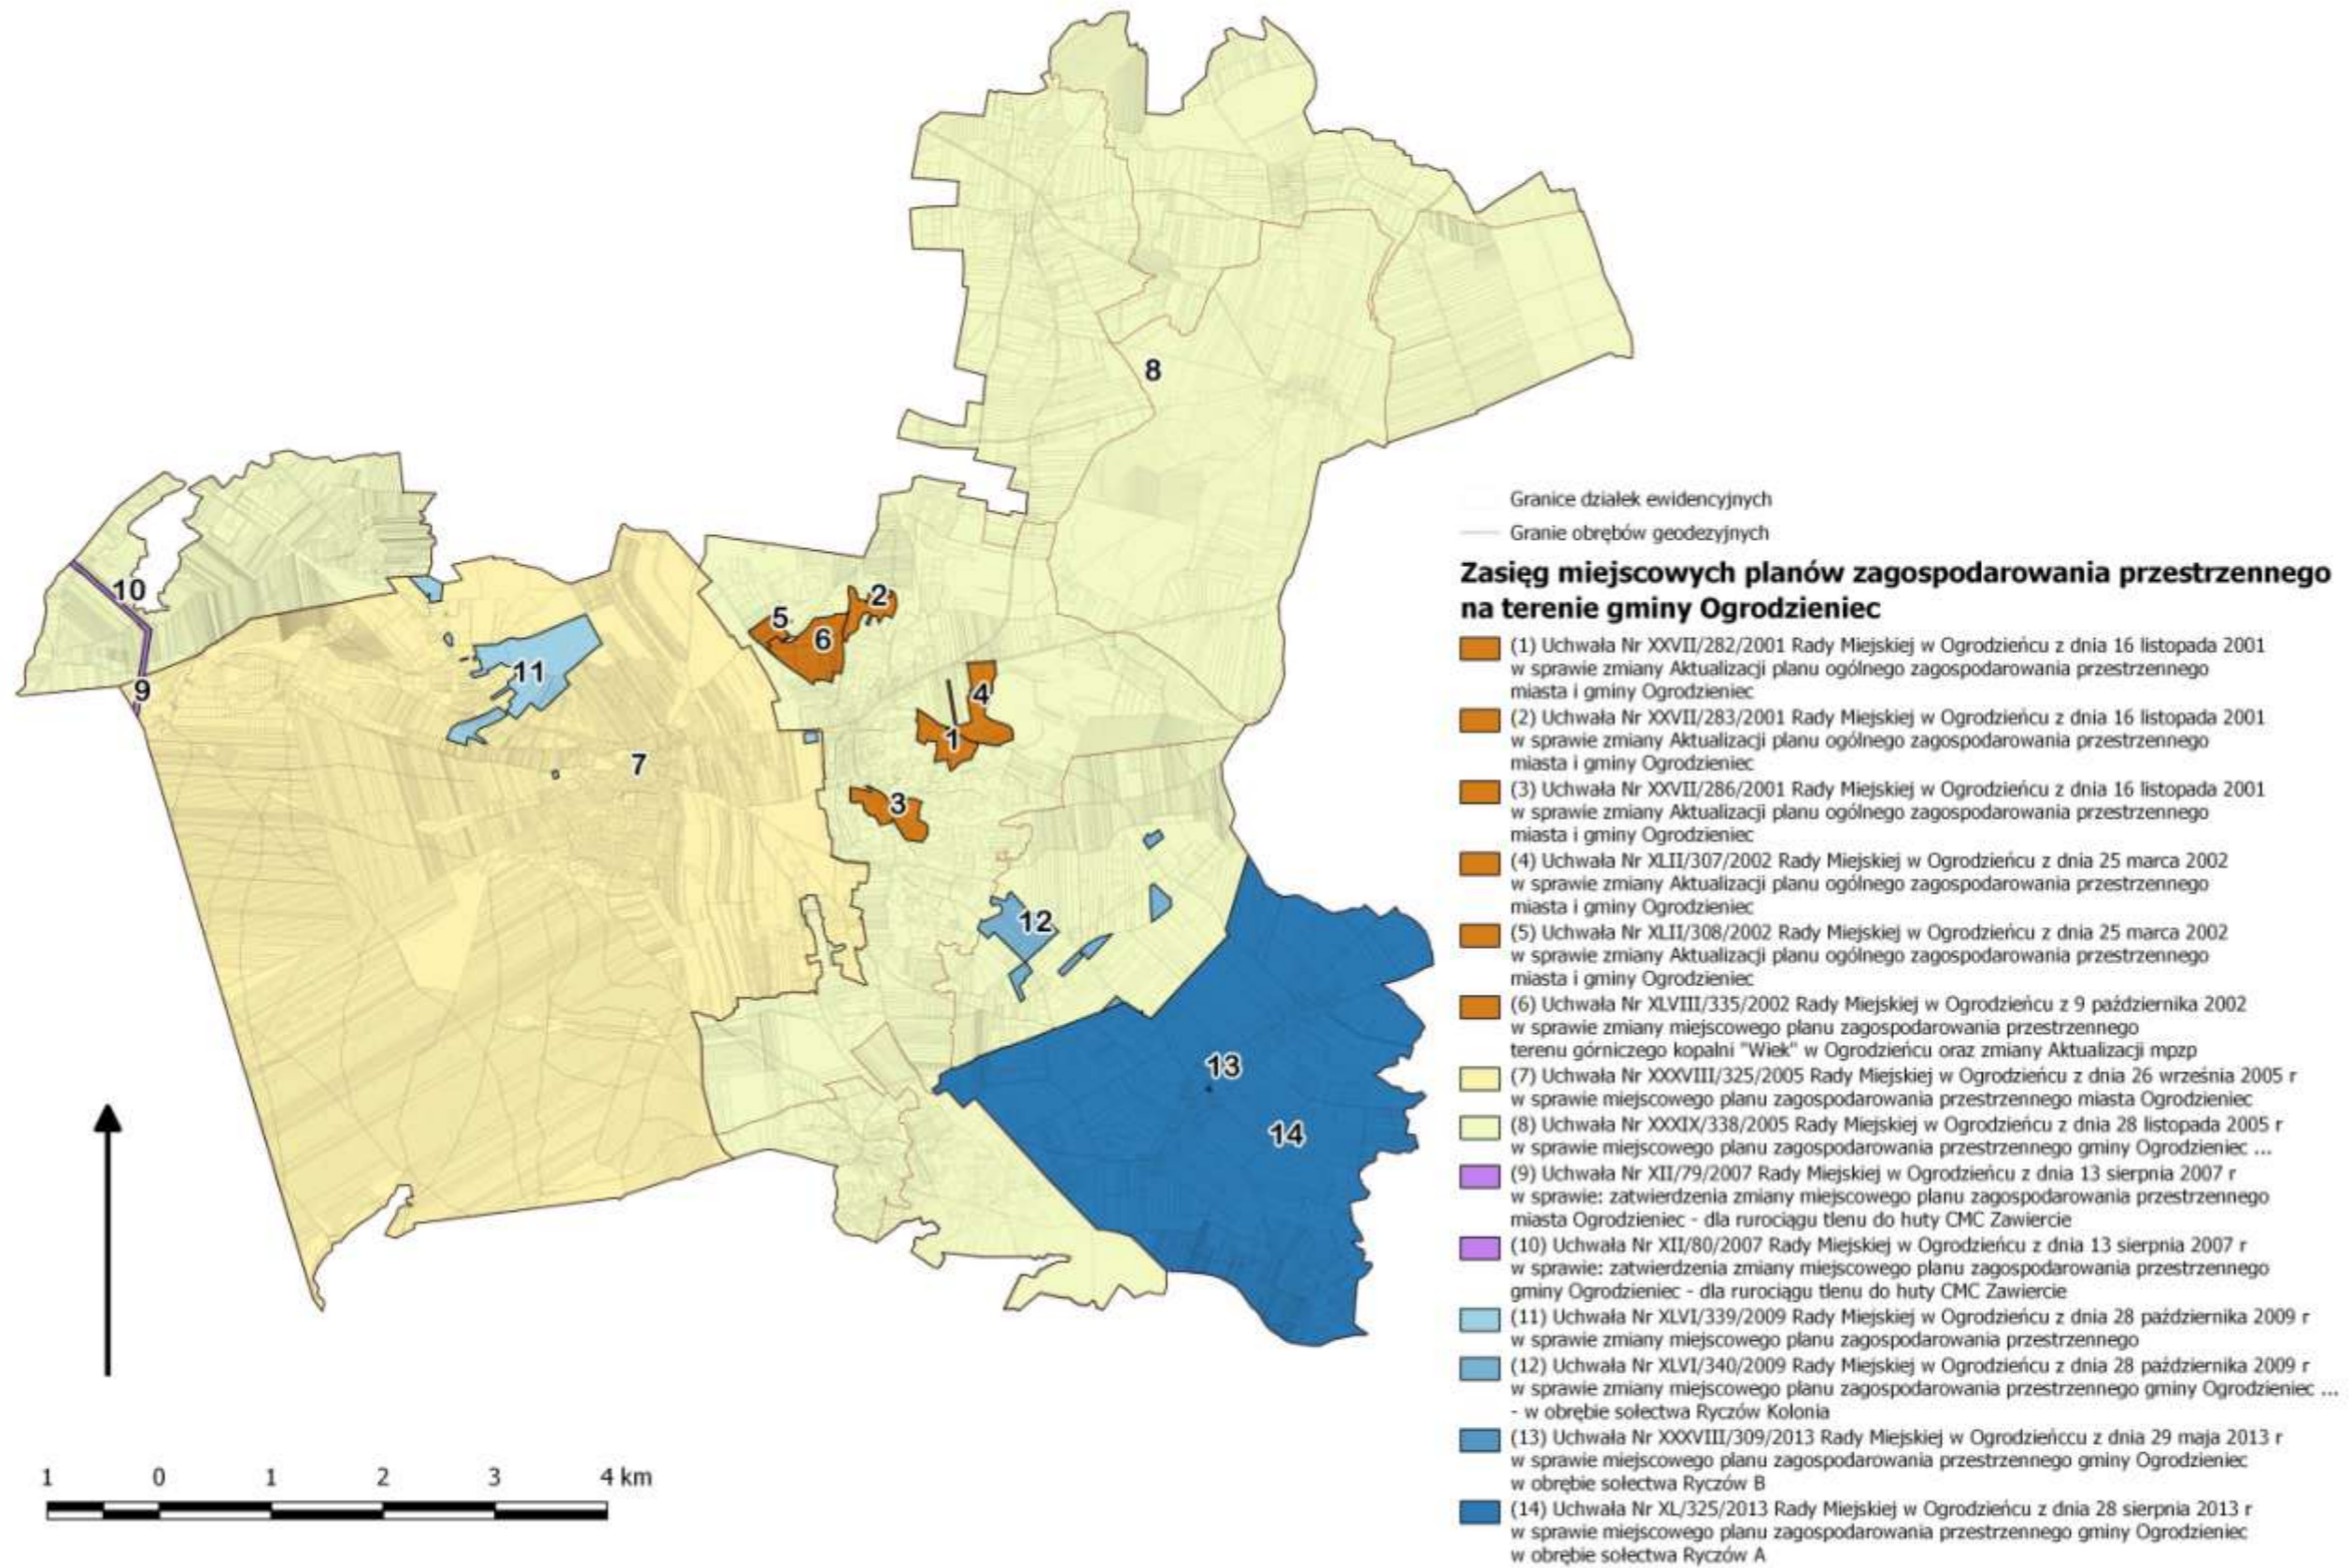 8
10
2
5
6
11
4
9
1
7
3
12
13
14
1 0 1 2 3 4 km
Granice działek ewidencyjnych
Granie obrębów geodezyjnych
Zasięg miejscowych planów zagospodarowania przestrzennego
na terenie gminy Ogrodzieniec
(1) Uchwała Nr XXVII/282/2001 Rady Miejskiej w Ogrodzieńcu z dnia 16 listopada 2001
w sprawie zmiany Aktualizacji planu ogólnego zagospodarowania przestrzennego
miasta i gminy Ogrodzieniec
(2) Uchwała Nr XXVII/283/2001 Rady Miejskiej w Ogrodzieńcu z dnia 16 listopada 2001
w sprawie zmiany Aktualizacji planu ogólnego zagospodarowania przestrzennego
miasta i gminy Ogrodzieniec
(3) Uchwała Nr XXVII/286/2001 Rady Miejskiej w Ogrodzieńcu z dnia 16 listopada 2001
w sprawie zmiany Aktualizacji planu ogólnego zagospodarowania przestrzennego
miasta i gminy Ogrodzieniec
(4) Uchwała Nr XLII/307/2002 Rady Miejskiej w Ogrodzieńcu z dnia 25 marca 2002
w sprawie zmiany Aktualizacji planu ogólnego zagospodarowania przestrzennego
miasta i gminy Ogrodzieniec
(5) Uchwała Nr XLII/308/2002 Rady Miejskiej w Ogrodzieńcu z dnia 25 marca 2002
w sprawie zmiany Aktualizacji planu ogólnego zagospodarowania przestrzennego
miasta i gminy Ogrodzieniec
(6) Uchwała Nr XLVIII/335/2002 Rady Miejskiej w Ogrodzieńcu z 9 października 2002
w sprawie zmiany miejscowego planu zagospodarowania przestrzennego
terenu górniczego kopalni "Wiek" w Ogrodzieńcu oraz zmiany Aktualizacji mpzp
(7) Uchwała Nr XXXVIII/325/2005 Rady Miejskiej w Ogrodzieńcu z dnia 26 września 2005 r
w sprawie miejscowego planu zagospodarowania przestrzennego miasta Ogrodzieniec
(8) Uchwała Nr XXXIX/338/2005 Rady Miejskiej w Ogrodzieńcu z dnia 28 listopada 2005 r
w sprawie miejscowego planu zagospodarowania przestrzennego gminy Ogrodzieniec ...
(9) Uchwała Nr XII/79/2007 Rady Miejskiej w Ogrodzieńcu z dnia 13 sierpnia 2007 r
w sprawie: zatwierdzenia zmiany miejscowego planu zagospodarowania przestrzennego
miasta Ogrodzieniec - dla rurociągu tlenu do huty CMC Zawiercie
(10) Uchwała Nr XII/80/2007 Rady Miejskiej w Ogrodzieńcu z dnia 13 sierpnia 2007 r
w sprawie: zatwierdzenia zmiany miejscowego planu zagospodarowania przestrzennego
gminy Ogrodzieniec - dla rurociągu tlenu do huty CMC Zawiercie
(11) Uchwała Nr XLVI/339/2009 Rady Miejskiej w Ogrodzieńcu z dnia 28 października 2009 r
w sprawie zmiany miejscowego planu zagospodarowania przestrzennego
(12) Uchwała Nr XLVI/340/2009 Rady Miejskiej w Ogrodzieńcu z dnia 28 października 2009 r
w sprawie zmiany miejscowego planu zagospodarowania przestrzennego gminy Ogrodzieniec ...
- w obrębie sołectwa Ryczów Kolonia
(13) Uchwała Nr XXXVIII/309/2013 Rady Miejskiej w Ogrodzieńccu z dnia 29 maja 2013 r
w sprawie miejscowego planu zagospodarowania przestrzennego gminy Ogrodzieniec
w obrębie sołectwa Ryczów B
(14) Uchwała Nr XL/325/2013 Rady Miejskiej w Ogrodzieńcu z dnia 28 sierpnia 2013 r
w sprawie miejscowego planu zagospodarowania przestrzennego gminy Ogrodzieniec
w obrębie sołectwa Ryczów A